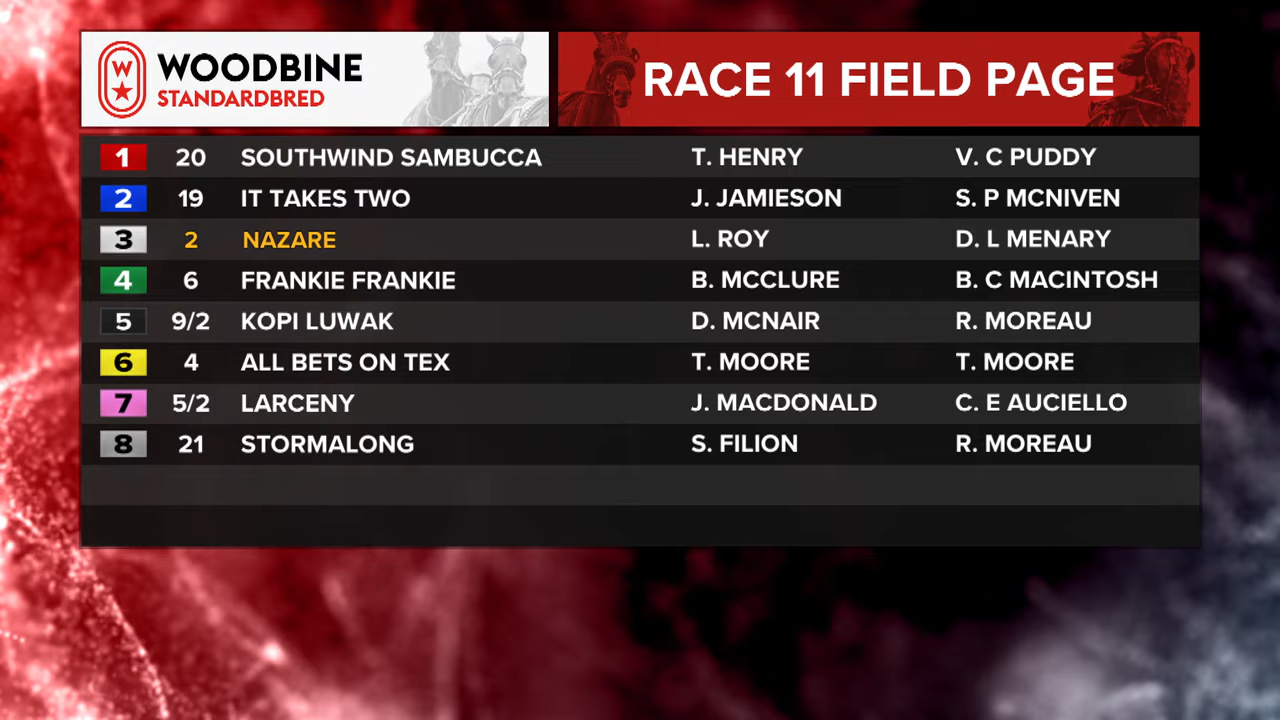 W
WOODBINE
STANDARDBRED
RACE 11 FIELD PAGE
1 20 SOUTHWIND SAMBUCCA T. HENRY V. C PUDDY
2 19 IT TAKES TWO J. JAMIESON S. P MCNIVEN
3 2 NAZARE L. ROY D. L MENARY
4 6 FRANKIE FRANKIE B. MCCLURE B. C MACINTOSH
5 9/2 KOPI LUWAK D. MCNAIR R. MOREAU
6 4 ALL BETS ON TEX T. MOORE T. MOORE
7 5/2 LARCENY J. MACDONALD C. E AUCIELLO
8 21 STORMALONG S. FILION R. MOREAU